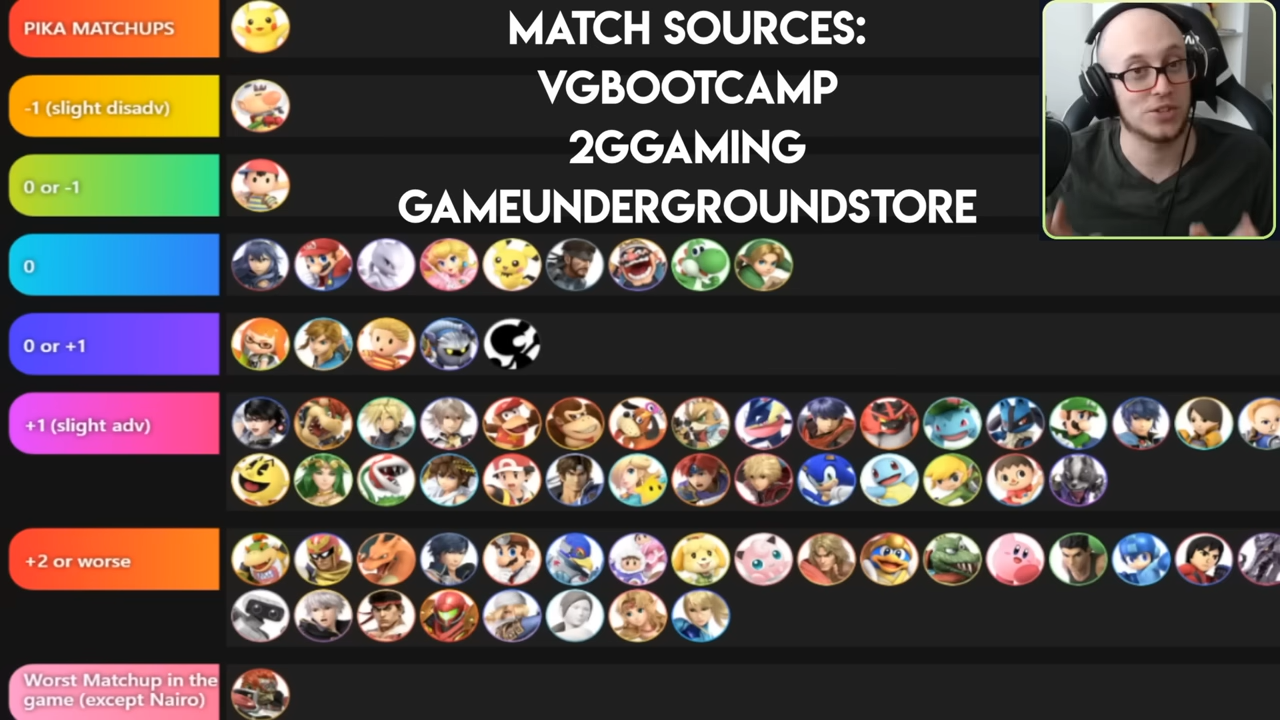 PIKA MATCHUPS
MATCH SOURCES:
VGBOOTCAMP
2GGAMING
GAMEUNDERGROUNDSTORE
-1 (slight disadv)
0 or -1
0
0 or +1
+1 (slight adv)
+2 or worse
Worst Matchup in the
game (except Nairo)